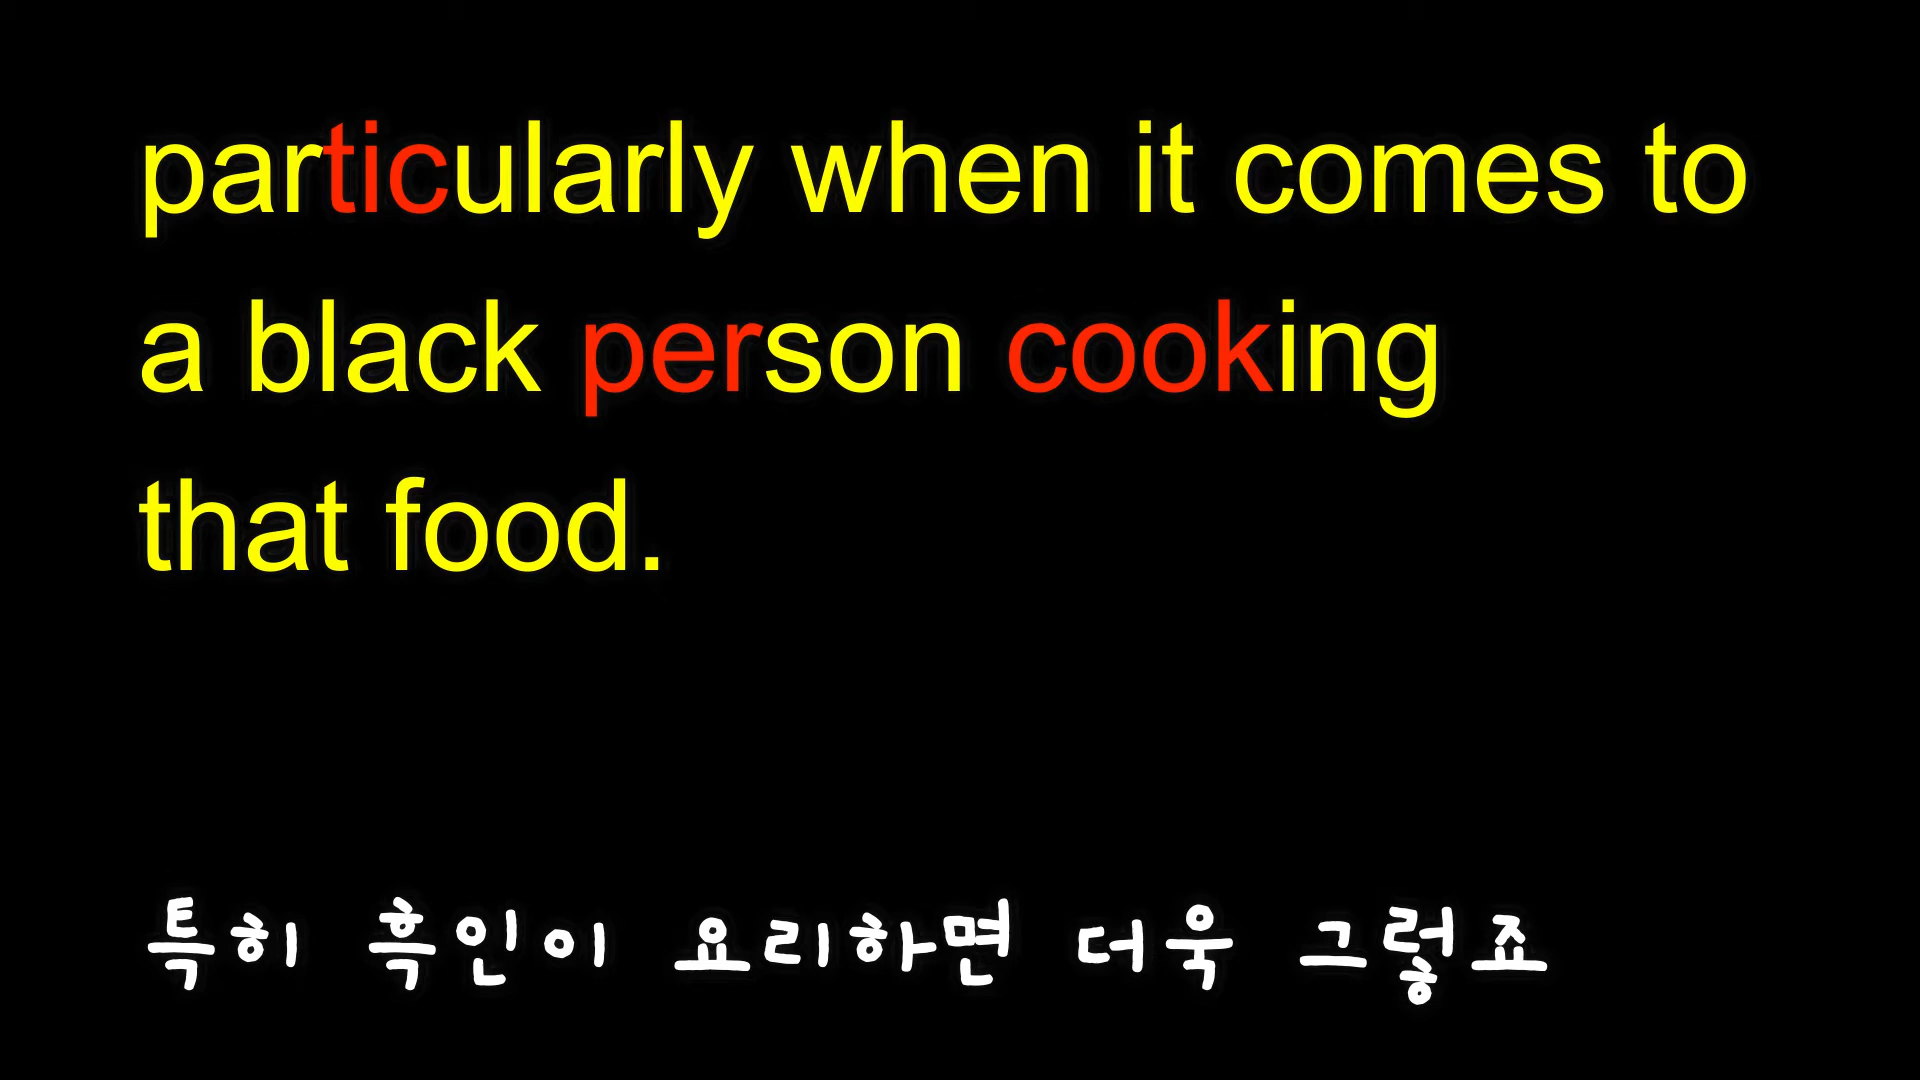 particularly when it comes to
a black person cooking
that food.
특히 흑인이 요리하면 더욱 그렇죠